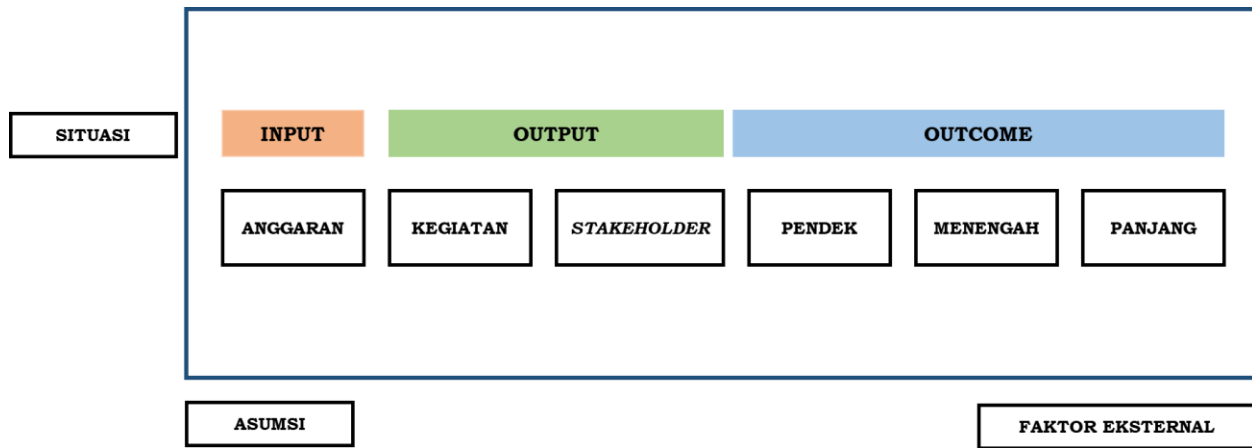 SITUASI
INPUT
OUTPUT
OUTCOME
ANGGARAN
KEGIATAN
STAKEHOLDER
PENDEK
MENENGAH
PANJANG
ASUMSI
FAKTOR EKSTERNAL